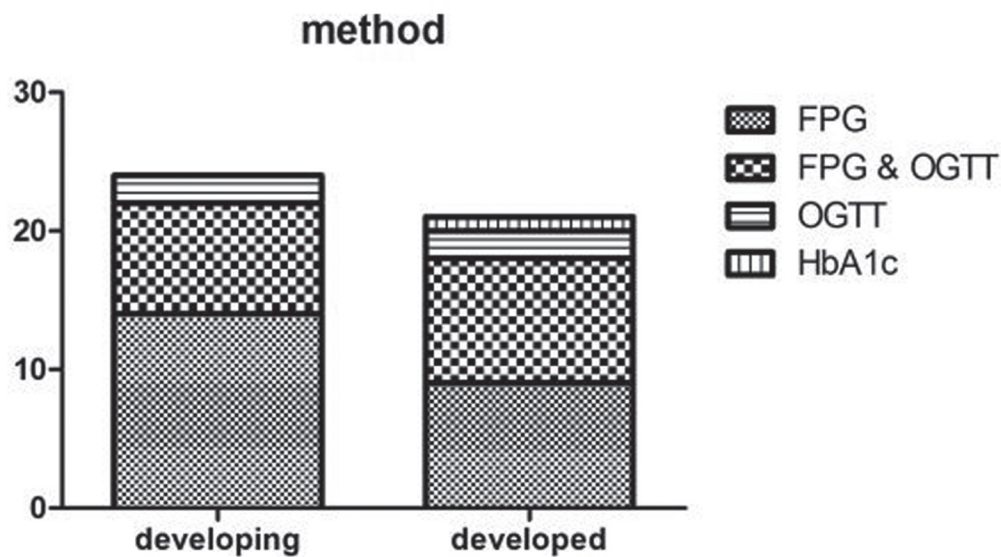 method
30
20
10
0
developing
developed
FPG
FPG & OGTT
OGTT
HbA1c